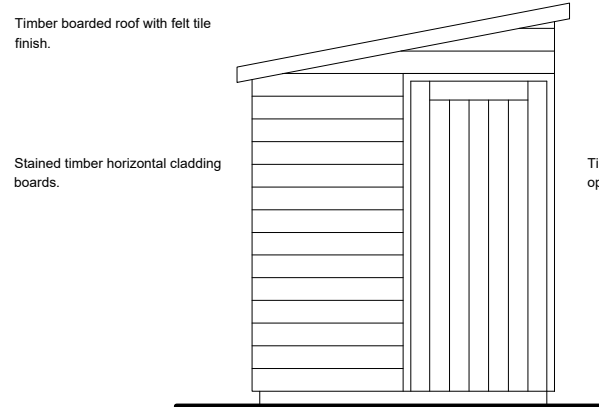 Timber boarded roof with felt tile
finish.
Stained timber horizontal cladding
boards.